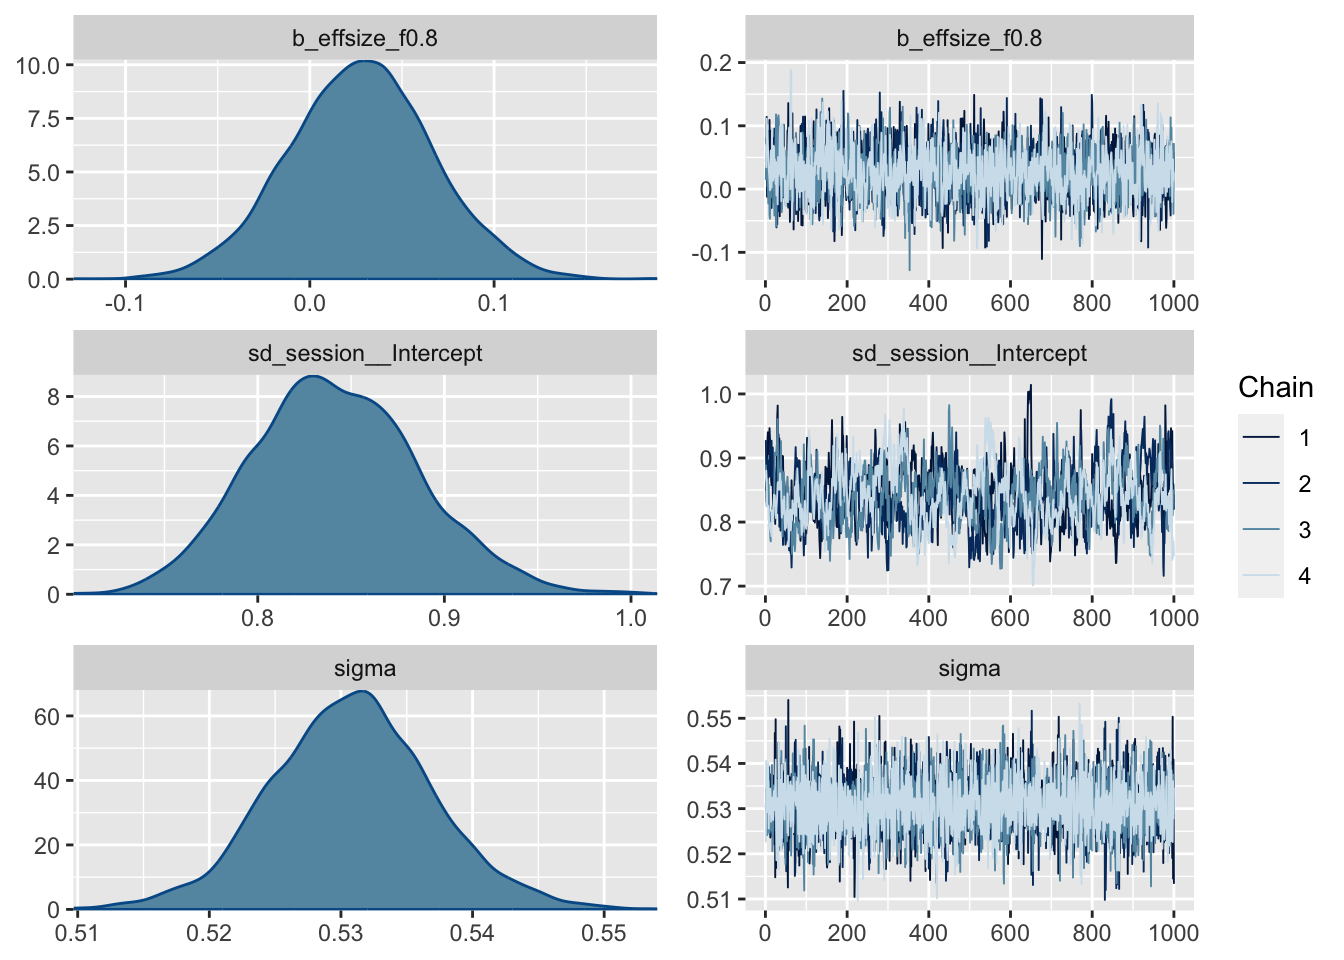 b_effsize_f0.8
10.0
7.5
5.0
2.5
0.0
-0.1 0.0 0.1
b_effsize_f0.8
0.2
0.1
0.0
-0.1
0 200 400 600 800 1000
sd_session__Intercept
8
6
4
2
0
0.8 0.9 1.0
sd_session__Intercept
1.0
0.9
0.8
0.7
0 200 400 600 800 1000
sigma
60
40
20
0
0.51 0.52 0.53 0.54 0.55
sigma
0.55
0.54
0.53
0.52
0.51
0 200 400 600 800 1000
Chain
1
2
3
4